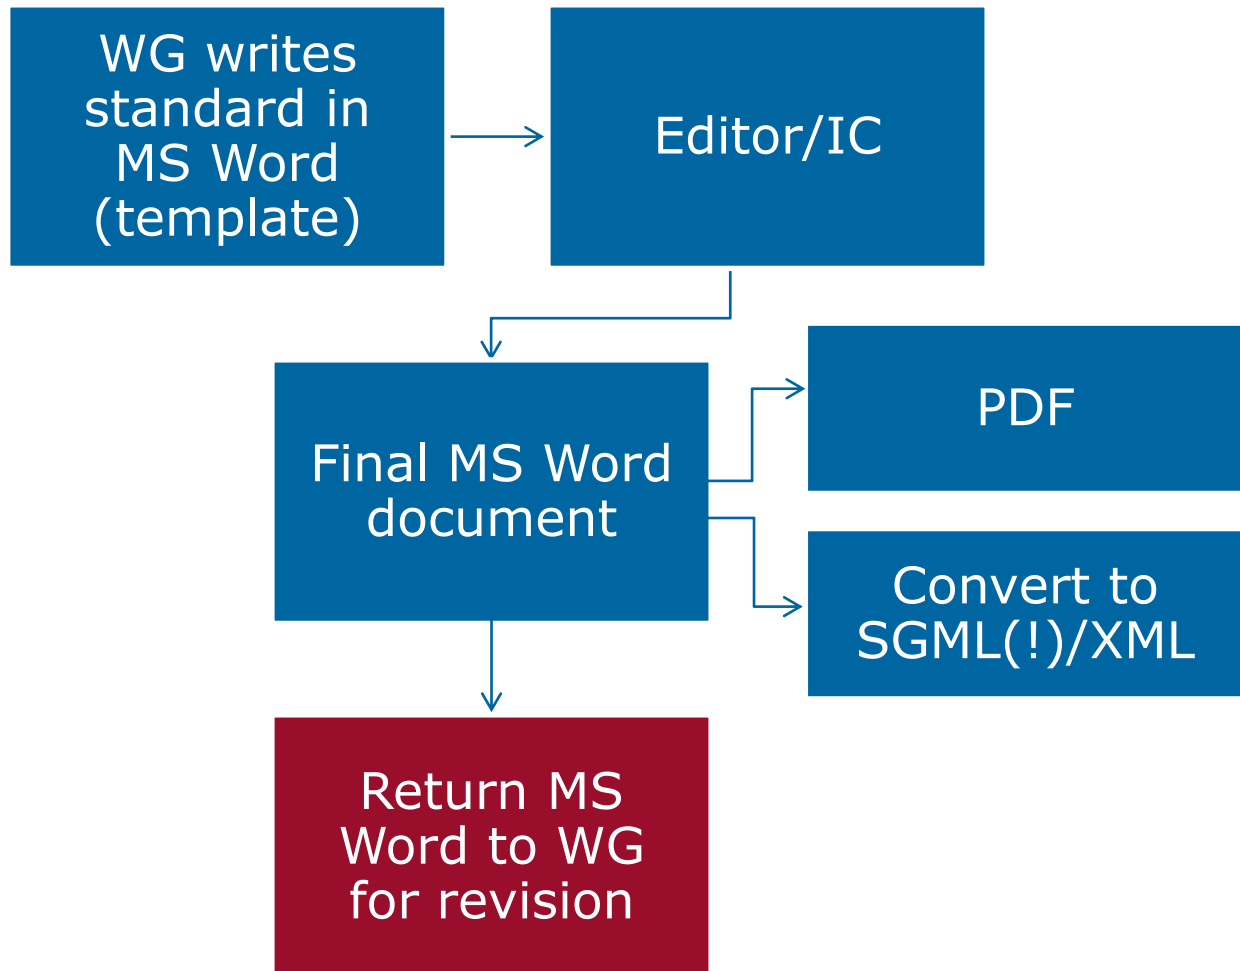 WG writes
standard in
MS Word
(template)
Editor/IC
Final MS Word
document
PDF
Convert to
SGML(!)/XML
Return MS
Word to WG
for revision